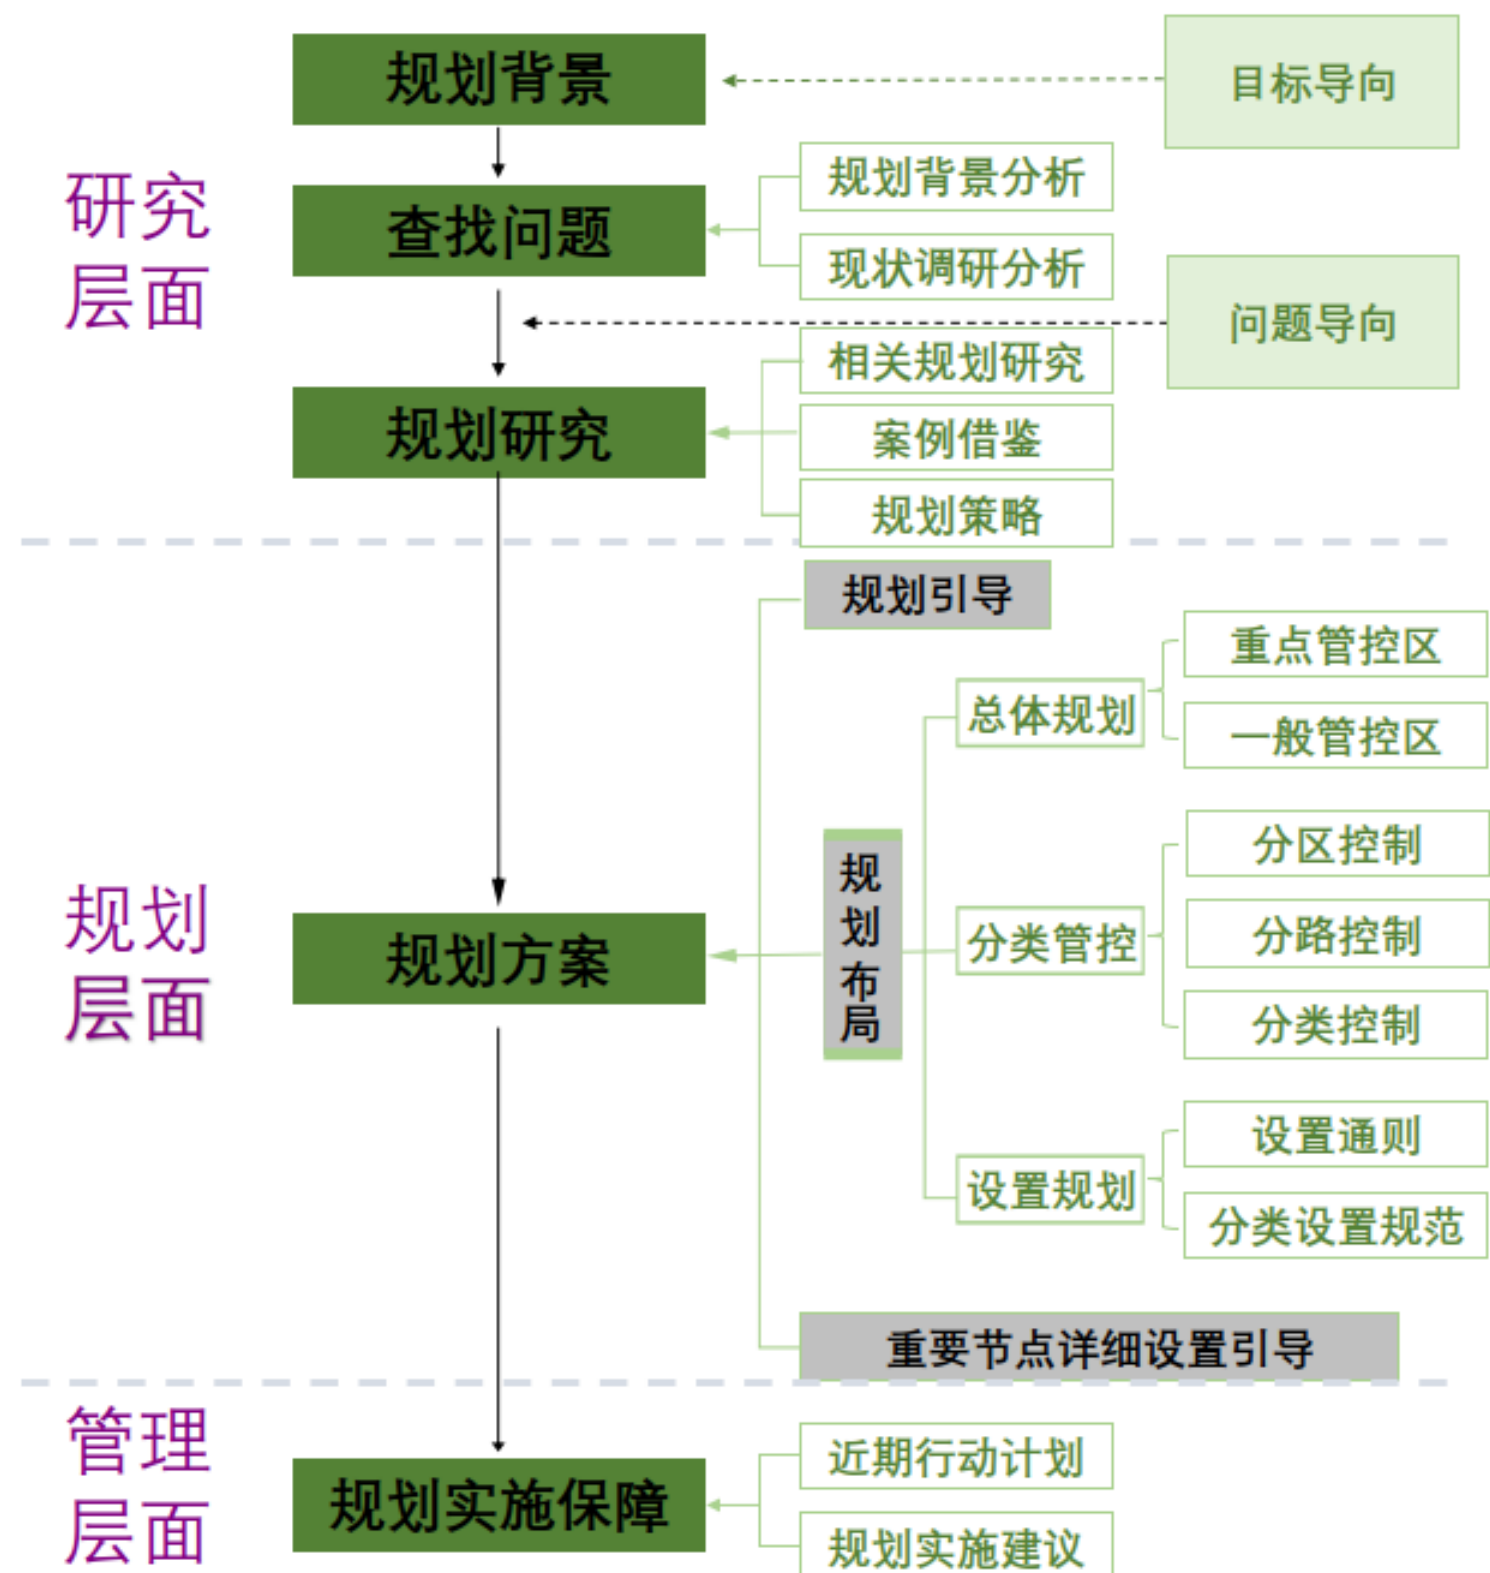 研究
层面
规划背景
目标导向
查找问题
规划背景分析
现状调研分析
问题导向
规划研究
相关规划研究
案例借鉴
规划策略
规划
层面
规划方案
规划引导
规划布局
总体规划
重点管控区
一般管控区
分类管控
分区控制
分路控制
分类控制
设置规划
设置通则
分类设置规范
重要节点详细设置引导
管理
层面
规划实施保障
近期行动计划
规划实施建议